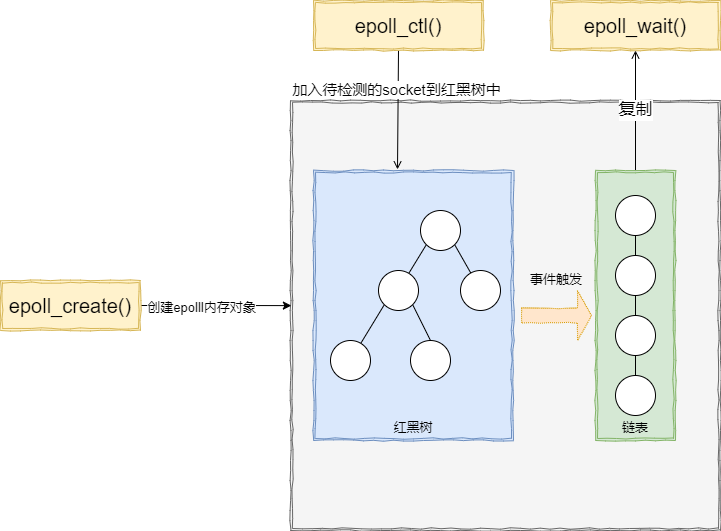 epoll_ctl()
epoll_wait()
加入待检测的socket到红黑树中
复制
事件触发
epoll_create()
创建epolll内存对象
红黑树
链表